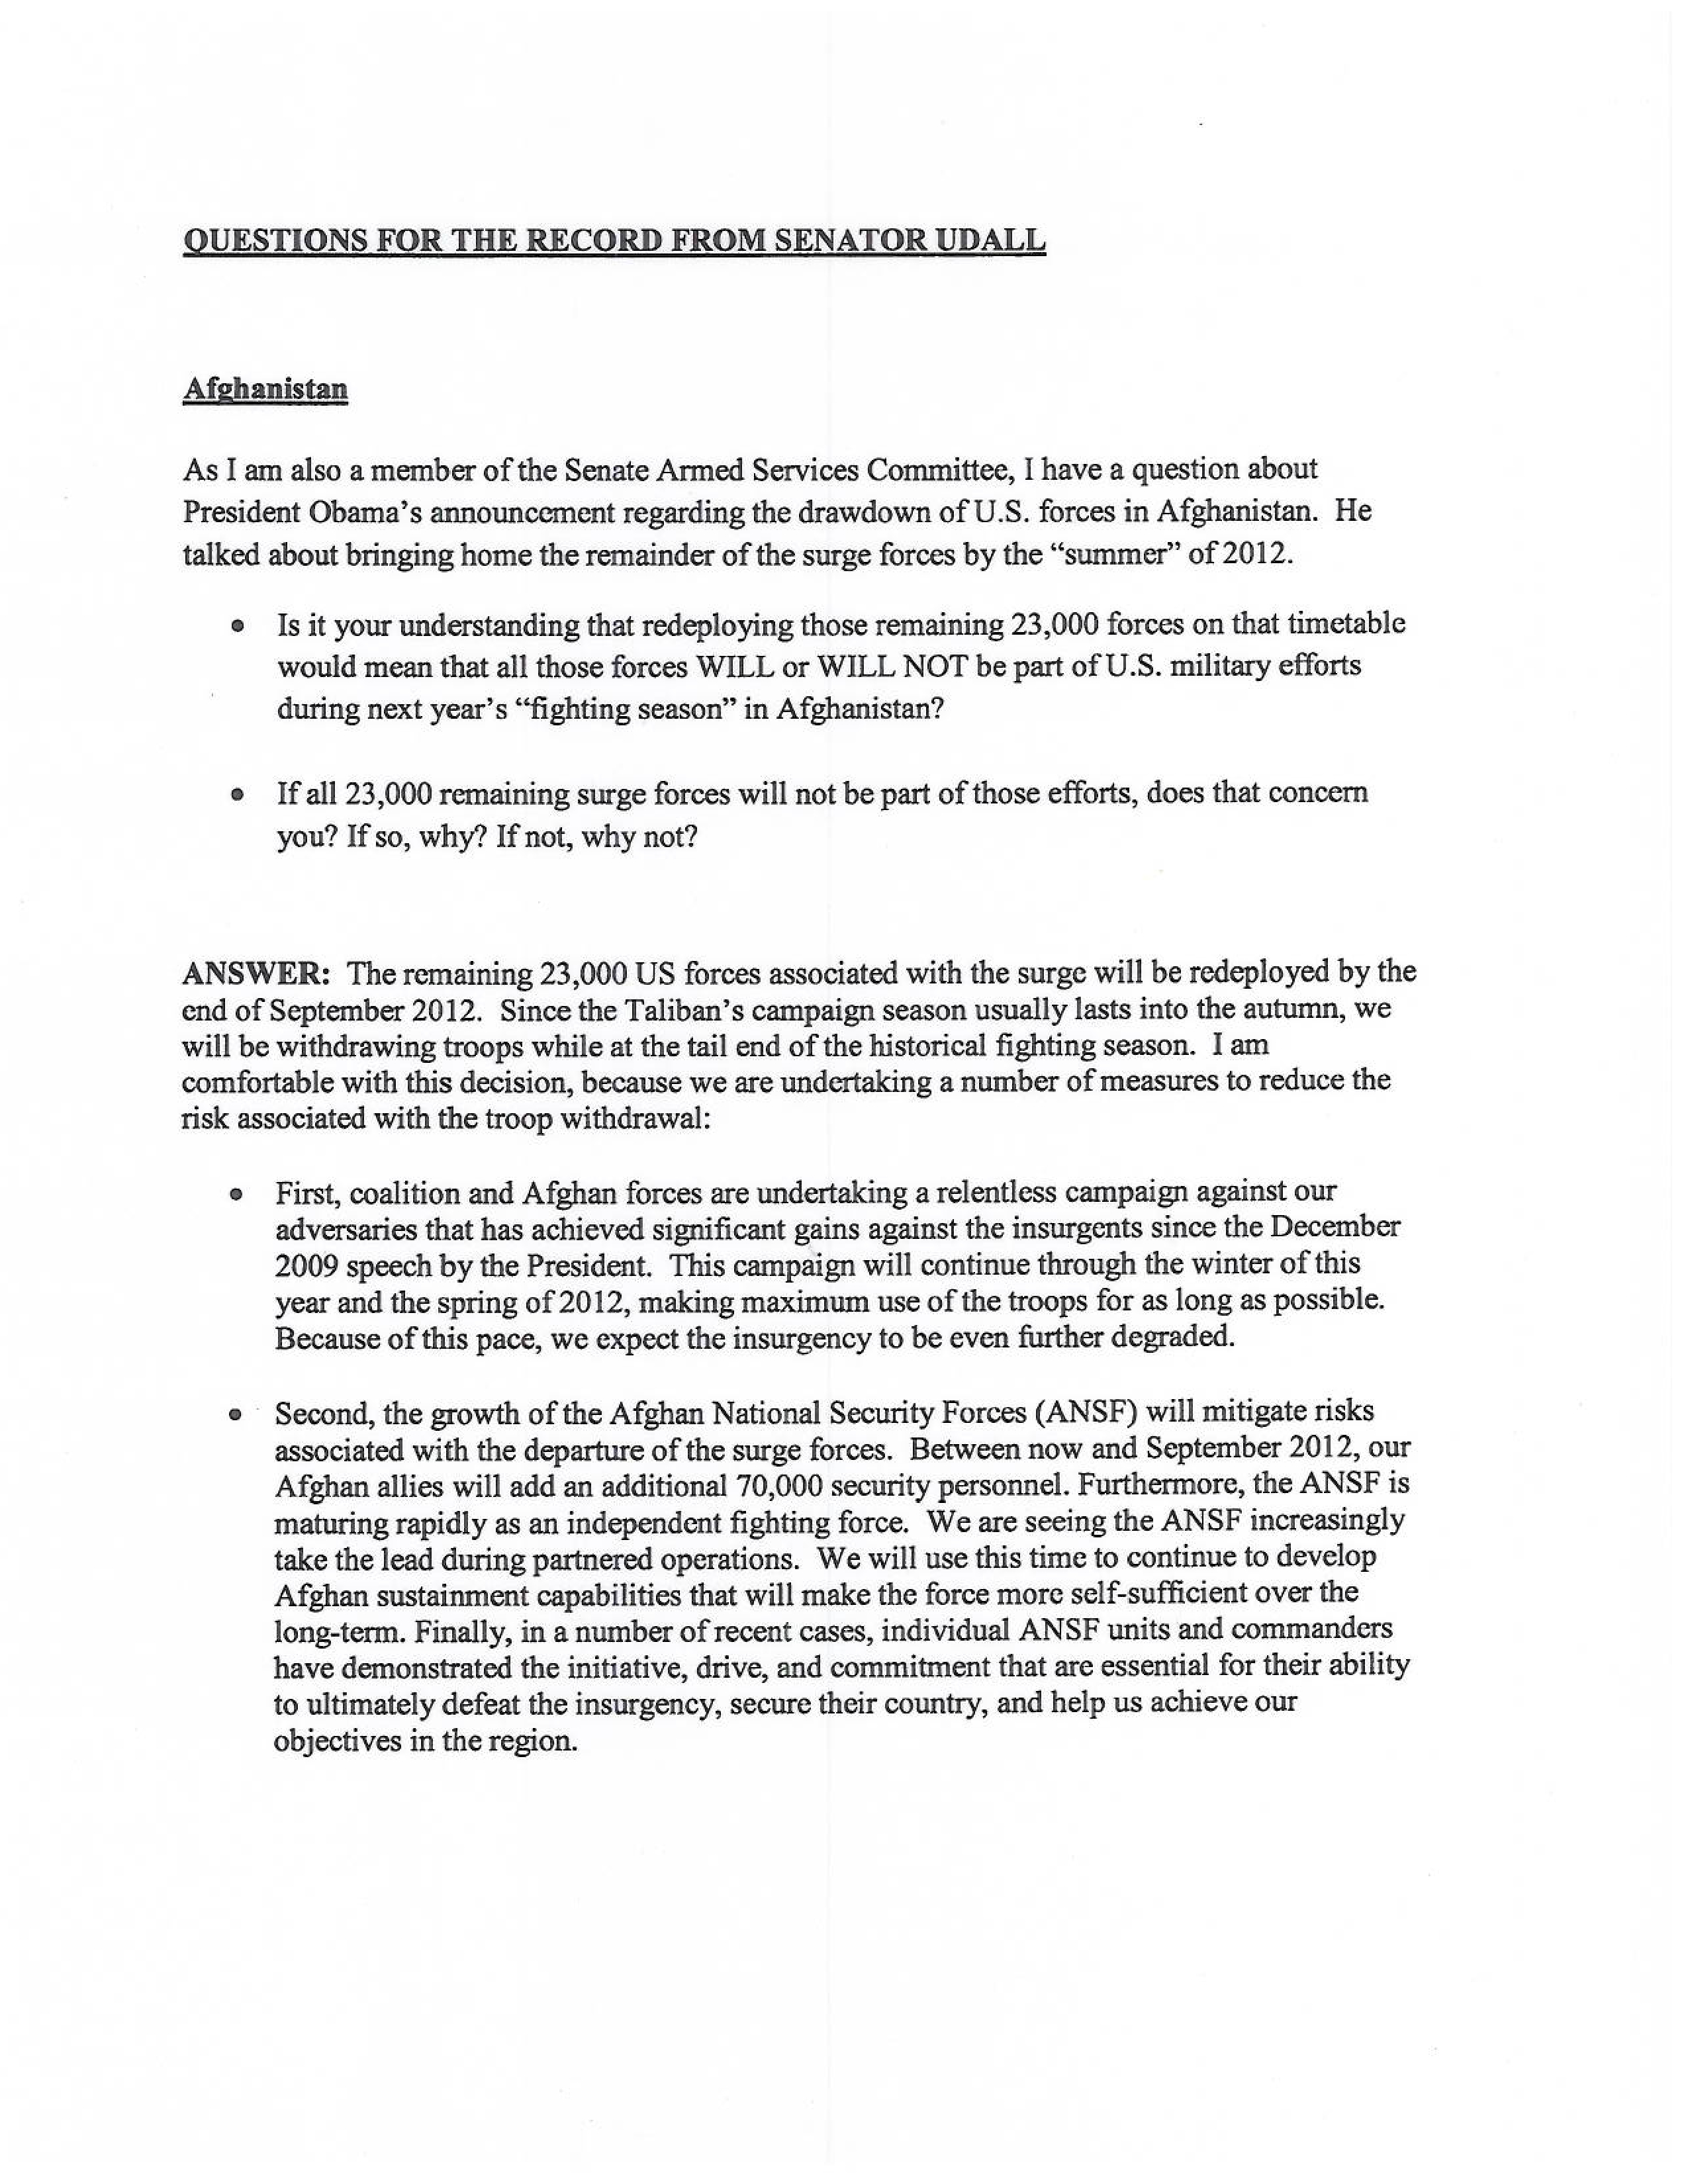 QUESTIONS FOR THE RECORD FROM SENATOR UDALL
Afghanistan
As I am also a member of the Senate Armed Services Committee, I have a question about
President Obama's announcement regarding the drawdown of U.S. forces in Afghanistan. He
talked about bringing home the remainder of the surge forces by the “summer” of 2012.
• Is it your understanding that redeploying those remaining 23,000 forces on that timetable
would mean that all those forces WILL or WILL NOT be part of U.S. military efforts
during next year's “fighting season” in Afghanistan?
• If all 23,000 remaining surge forces will not be part of those efforts, does that concern
you? If so, why? If not, why not?
ANSWER: The remaining 23,000 US forces associated with the surge will be redeployed by the
end of September 2012. Since the Taliban's campaign season usually lasts into the autumn, we
will be withdrawing troops while at the tail end of the historical fighting season. I am
comfortable with this decision, because we are undertaking a number of measures to reduce the
risk associated with the troop withdrawal:
• First, coalition and Afghan forces are undertaking a relentless campaign against our
adversaries that has achieved significant gains against the insurgents since the December
2009 speech by the President. This campaign will continue through the winter of this
year and the spring of 2012, making maximum use of the troops for as long as possible.
Because of this pace, we expect the insurgency to be even further degraded.
• Second, the growth of the Afghan National Security Forces (ANSF) will mitigate risks
associated with the departure of the surge forces. Between now and September 2012, our
Afghan allies will add an additional 70,000 security personnel. Furthermore, the ANSF is
maturing rapidly as an independent fighting force. We are seeing the ANSF increasingly
take the lead during partnered operations. We will use this time to continue to develop
Afghan sustainment capabilities that will make the force more self-sufficient over the
long-term. Finally, in a number of recent cases, individual ANSF units and commanders
have demonstrated the initiative, drive, and commitment that are essential for their ability
to ultimately defeat the insurgency, secure their country, and help us achieve our
objectives in the region.